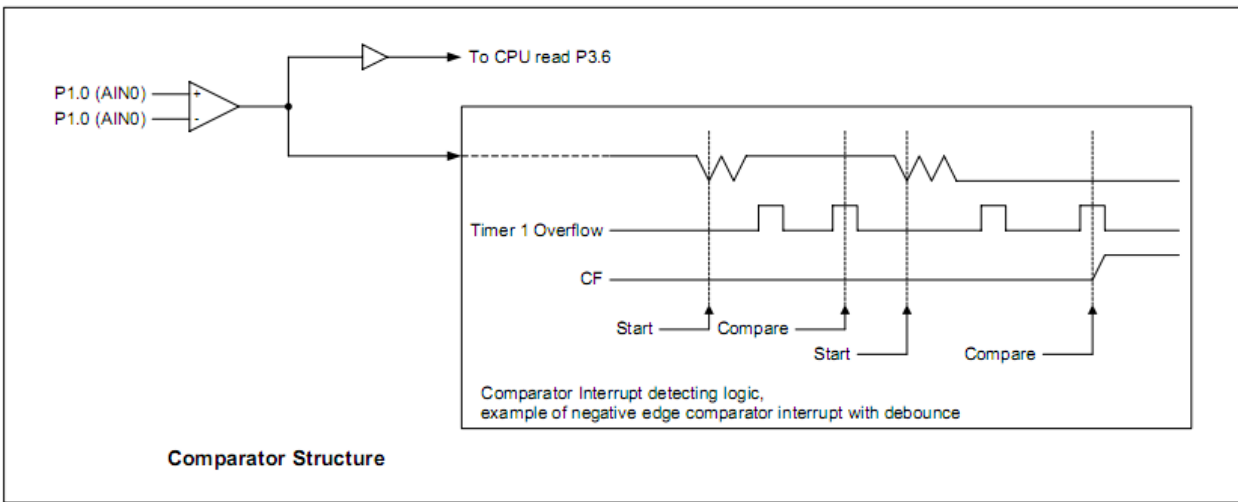 To CPU read P3.6
P1.0 (AIN0)
+
P1.0 (AIN0)
-
Timer 1 Overflow
CF
Start
Compare
Start
Compare
Comparator Interrupt detecting logic,
example of negative edge comparator interrupt with debounce
Comparator Structure